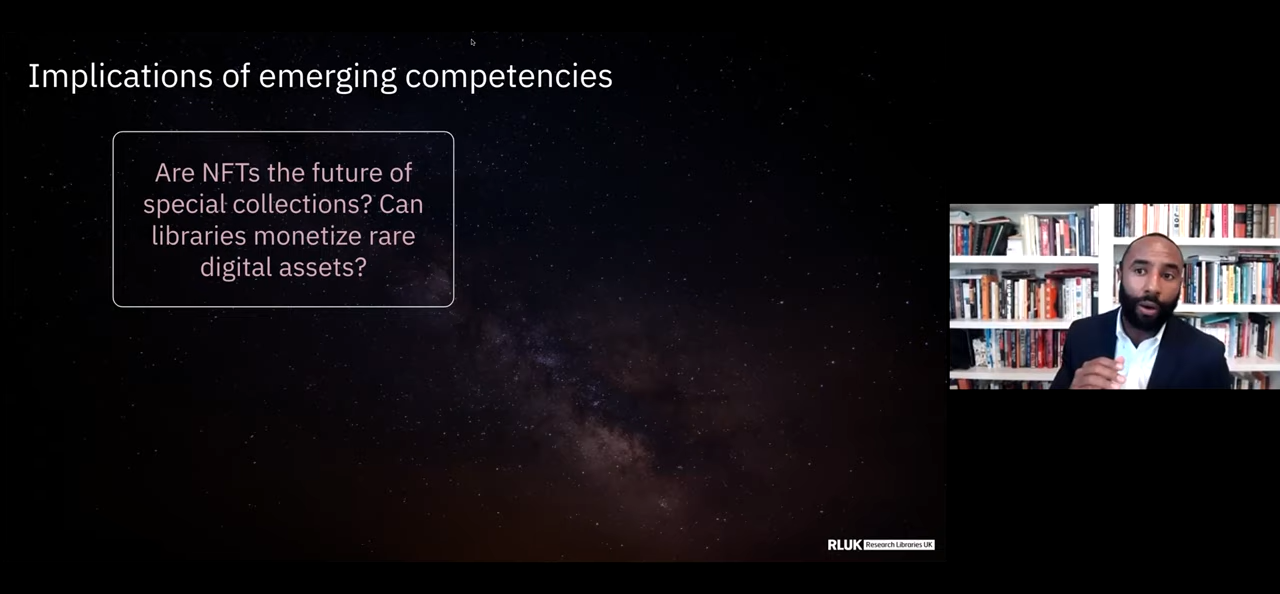 Implications of emerging competencies
Are NFTs the future of
special collections? Can
libraries monetize rare
digital assets?
RLUK Research Libraries UK